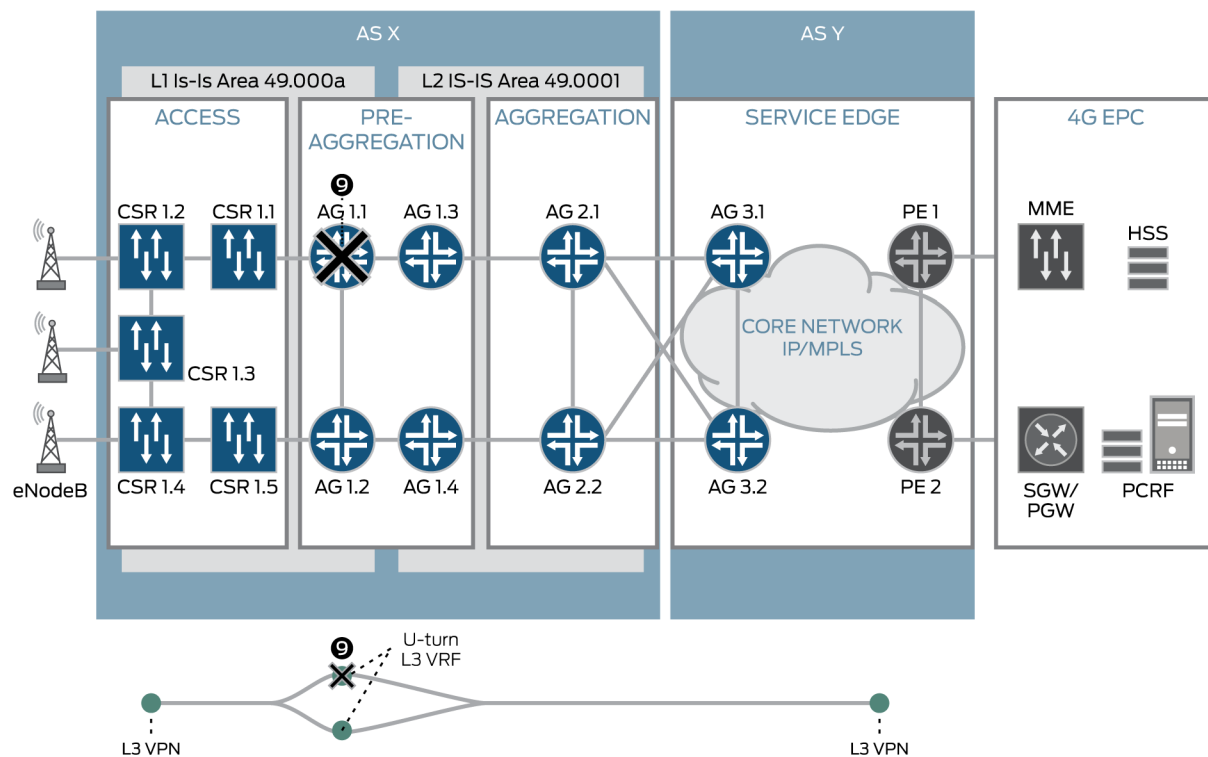 AS X
AS Y
L1 Is-Is Area 49.000a
L2 IS-IS Area 49.0001
ACCESS
PRE-
AGGREGATION
AGGREGATION
SERVICE EDGE
4G EPC
9
CSR 1.2
CSR 1.1
AG 1.1
AG 1.3
AG 2.1
AG 3.1
PE 1
MME
HSS
CORE NETWORK
IP/MPLS
CSR 1.3
eNodeB
CSR 1.4
CSR 1.5
AG 1.2
AG 1.4
AG 2.2
AG 3.2
PE 2
SGW/
PGW
PCRF
9
U-turn
L3 VRF
L3 VPN
L3 VPN